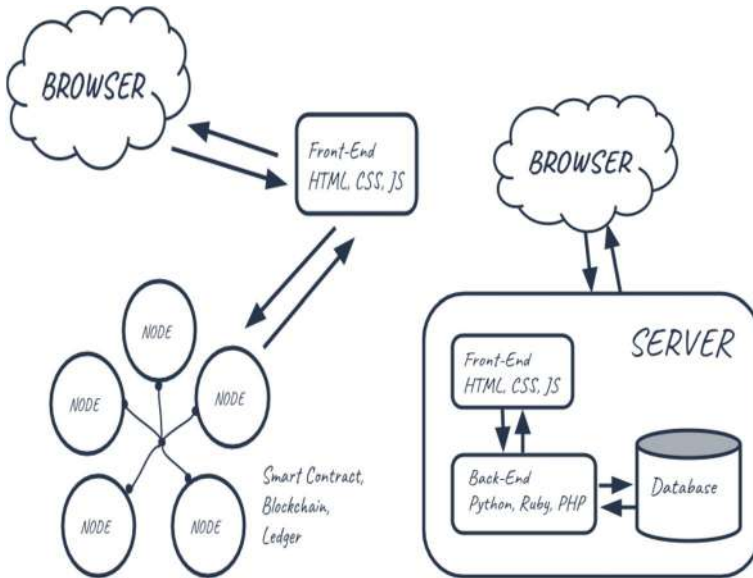 BROWSER
Front-End
HTML, CSS, JS
NODE
NODE
NODE
NODE
NODE
Smart Contract,
Blockchain,
Ledger
BROWSER
SERVER
Front-End
HTML, CSS, JS
Back-End
Python, Ruby, PHP
Database